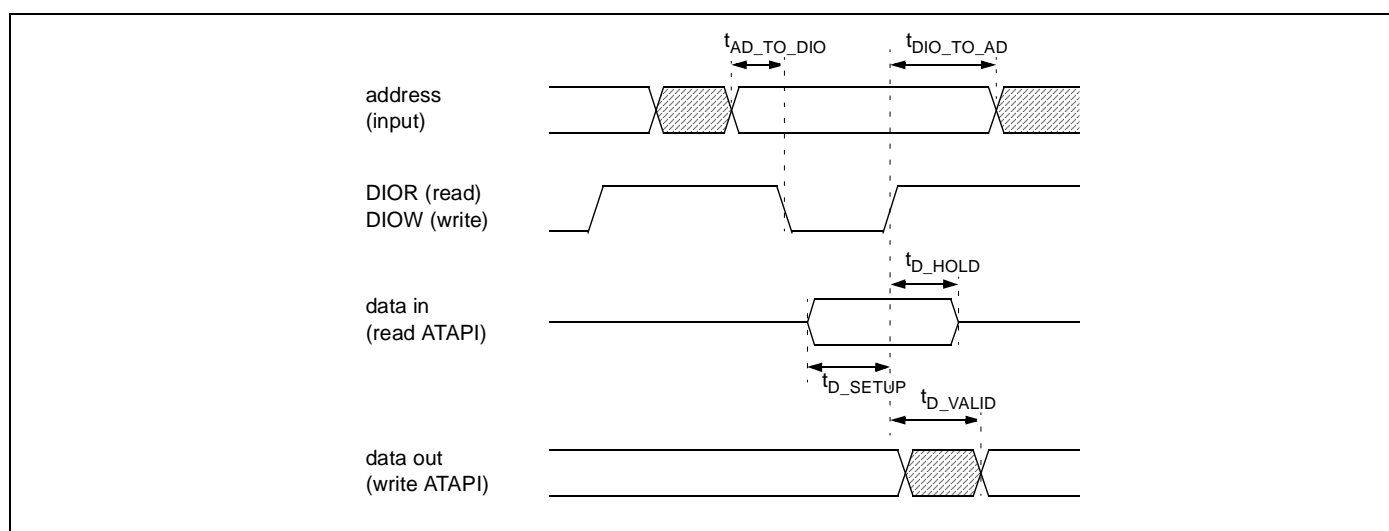 tAD_TO_DIO
tDIO_TO_AD
address
(input)
DIOR (read)
DIOW (write)
tD_HOLD
data in
(read ATAPI)
tD_SETUP
tD_VALID
data out
(write ATAPI)